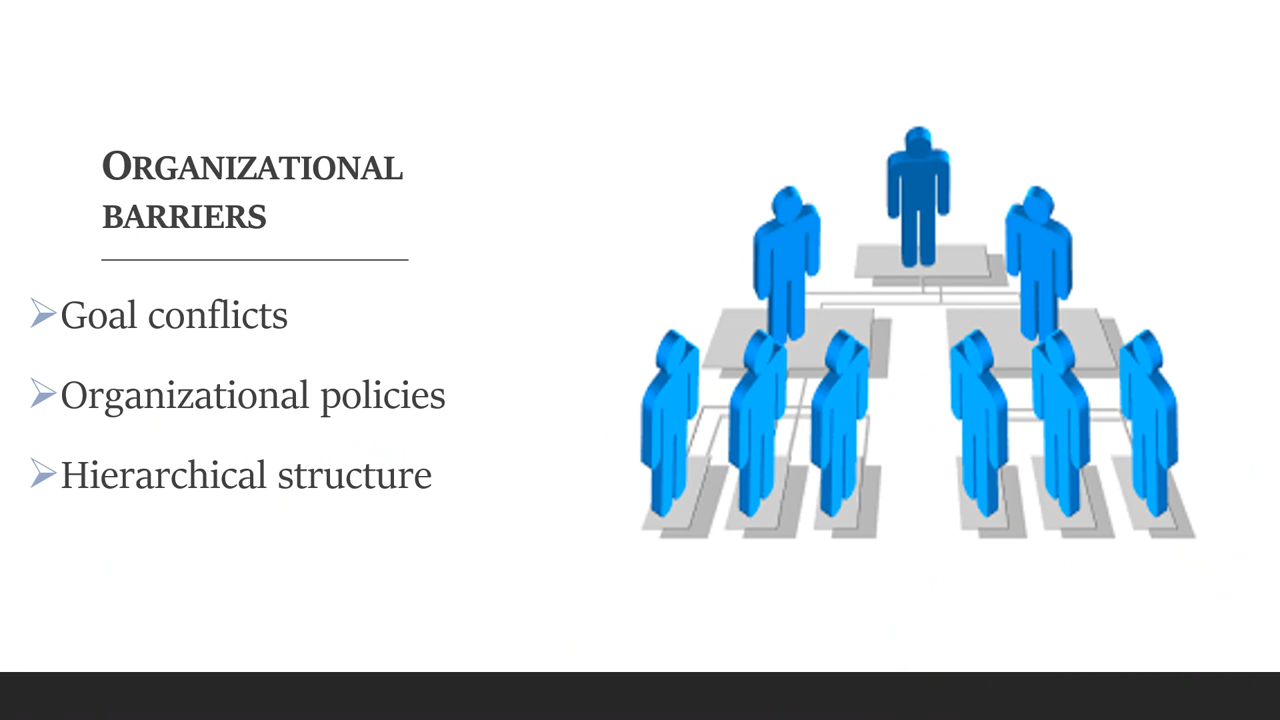 ORGANIZATIONAL
BARRIERS
Goal conflicts
Organizational policies
Hierarchical structure